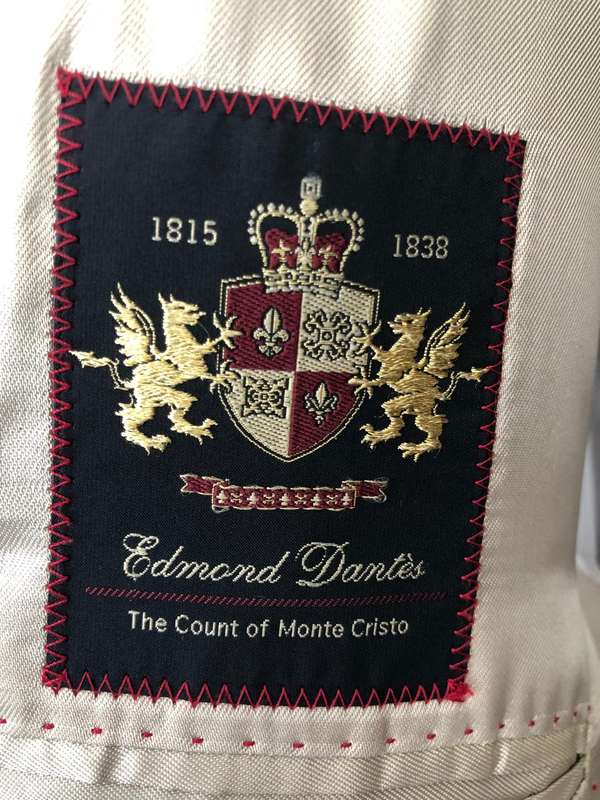 1815 1838
Edmond Dantès
The Count of Monte Cristo